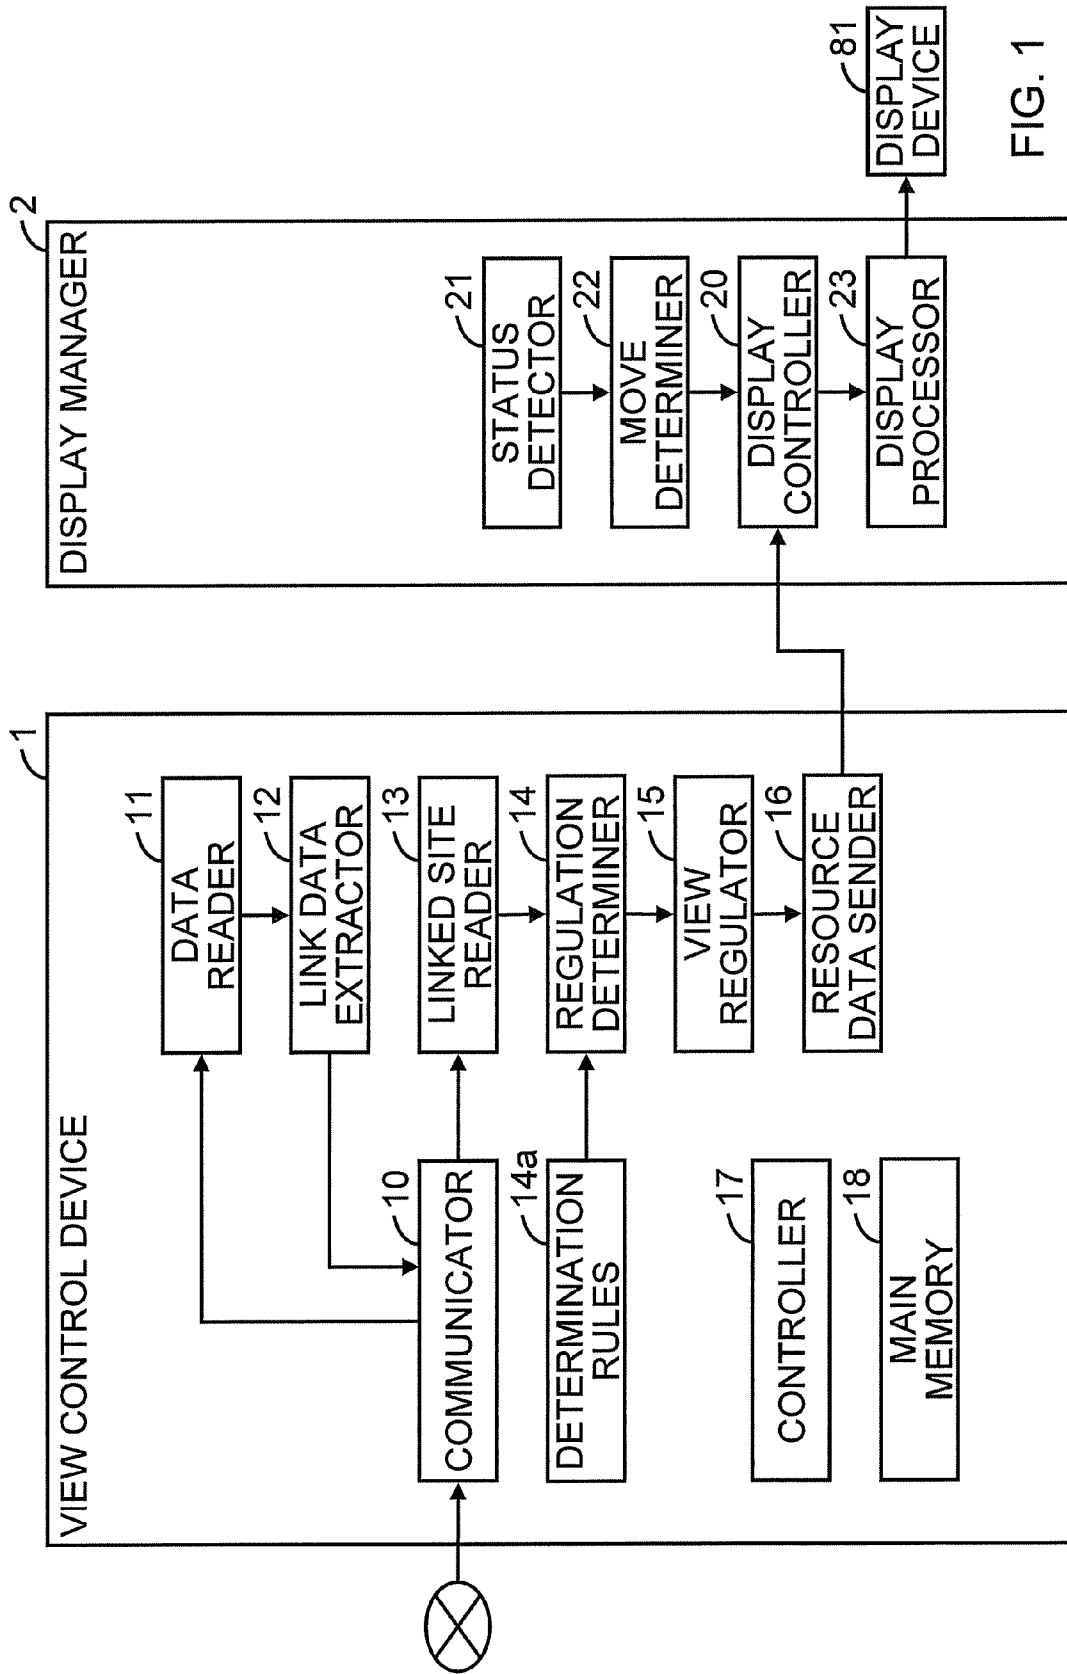 VIEW CONTROL DEVICE
1
DATA
READER
11
LINK DATA
EXTRACTOR
12
COMMUNICATOR
10
LINKED SITE
READER
13
DETERMINATION
RULES
14a
REGULATION
DETERMINER
14
VIEW
REGULATOR
15
CONTROLLER
17
RESOURCE
DATA SENDER
16
MAIN
MEMORY
18
DISPLAY MANAGER
2
STATUS
DETECTOR
21
MOVE
DETERMINER
22
DISPLAY
CONTROLLER
20
DISPLAY
PROCESSOR
23
DISPLAY
DEVICE
81
FIG. 1